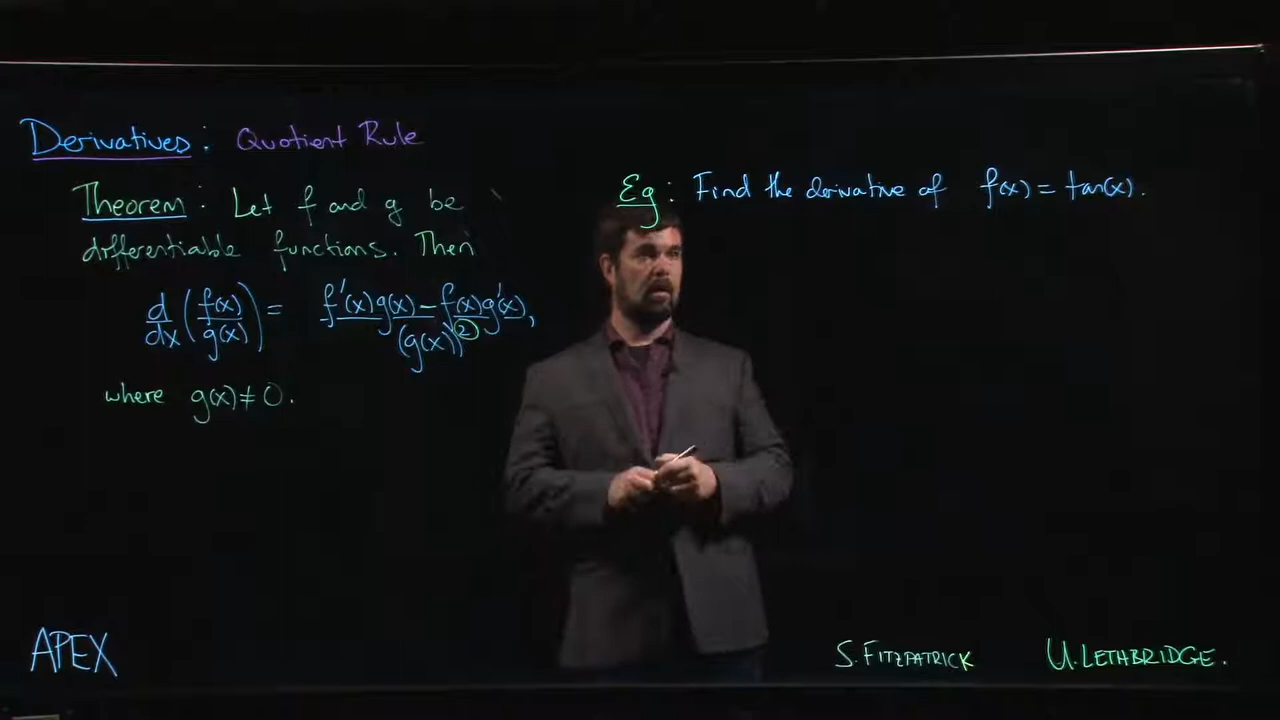 Derivatives: Quotient Rule
Theorem: Let f and g be
differentiable functions. Then
d/dx (f(x)/g(x)) = f'(x)g(x) - f(x)g'(x) / (g(x))²,
where g(x) ≠ 0.
Eg: Find the derivative of f(x) = tan(x).
APEX
S. FITZPATRICK
U. LETHBRIDGE.